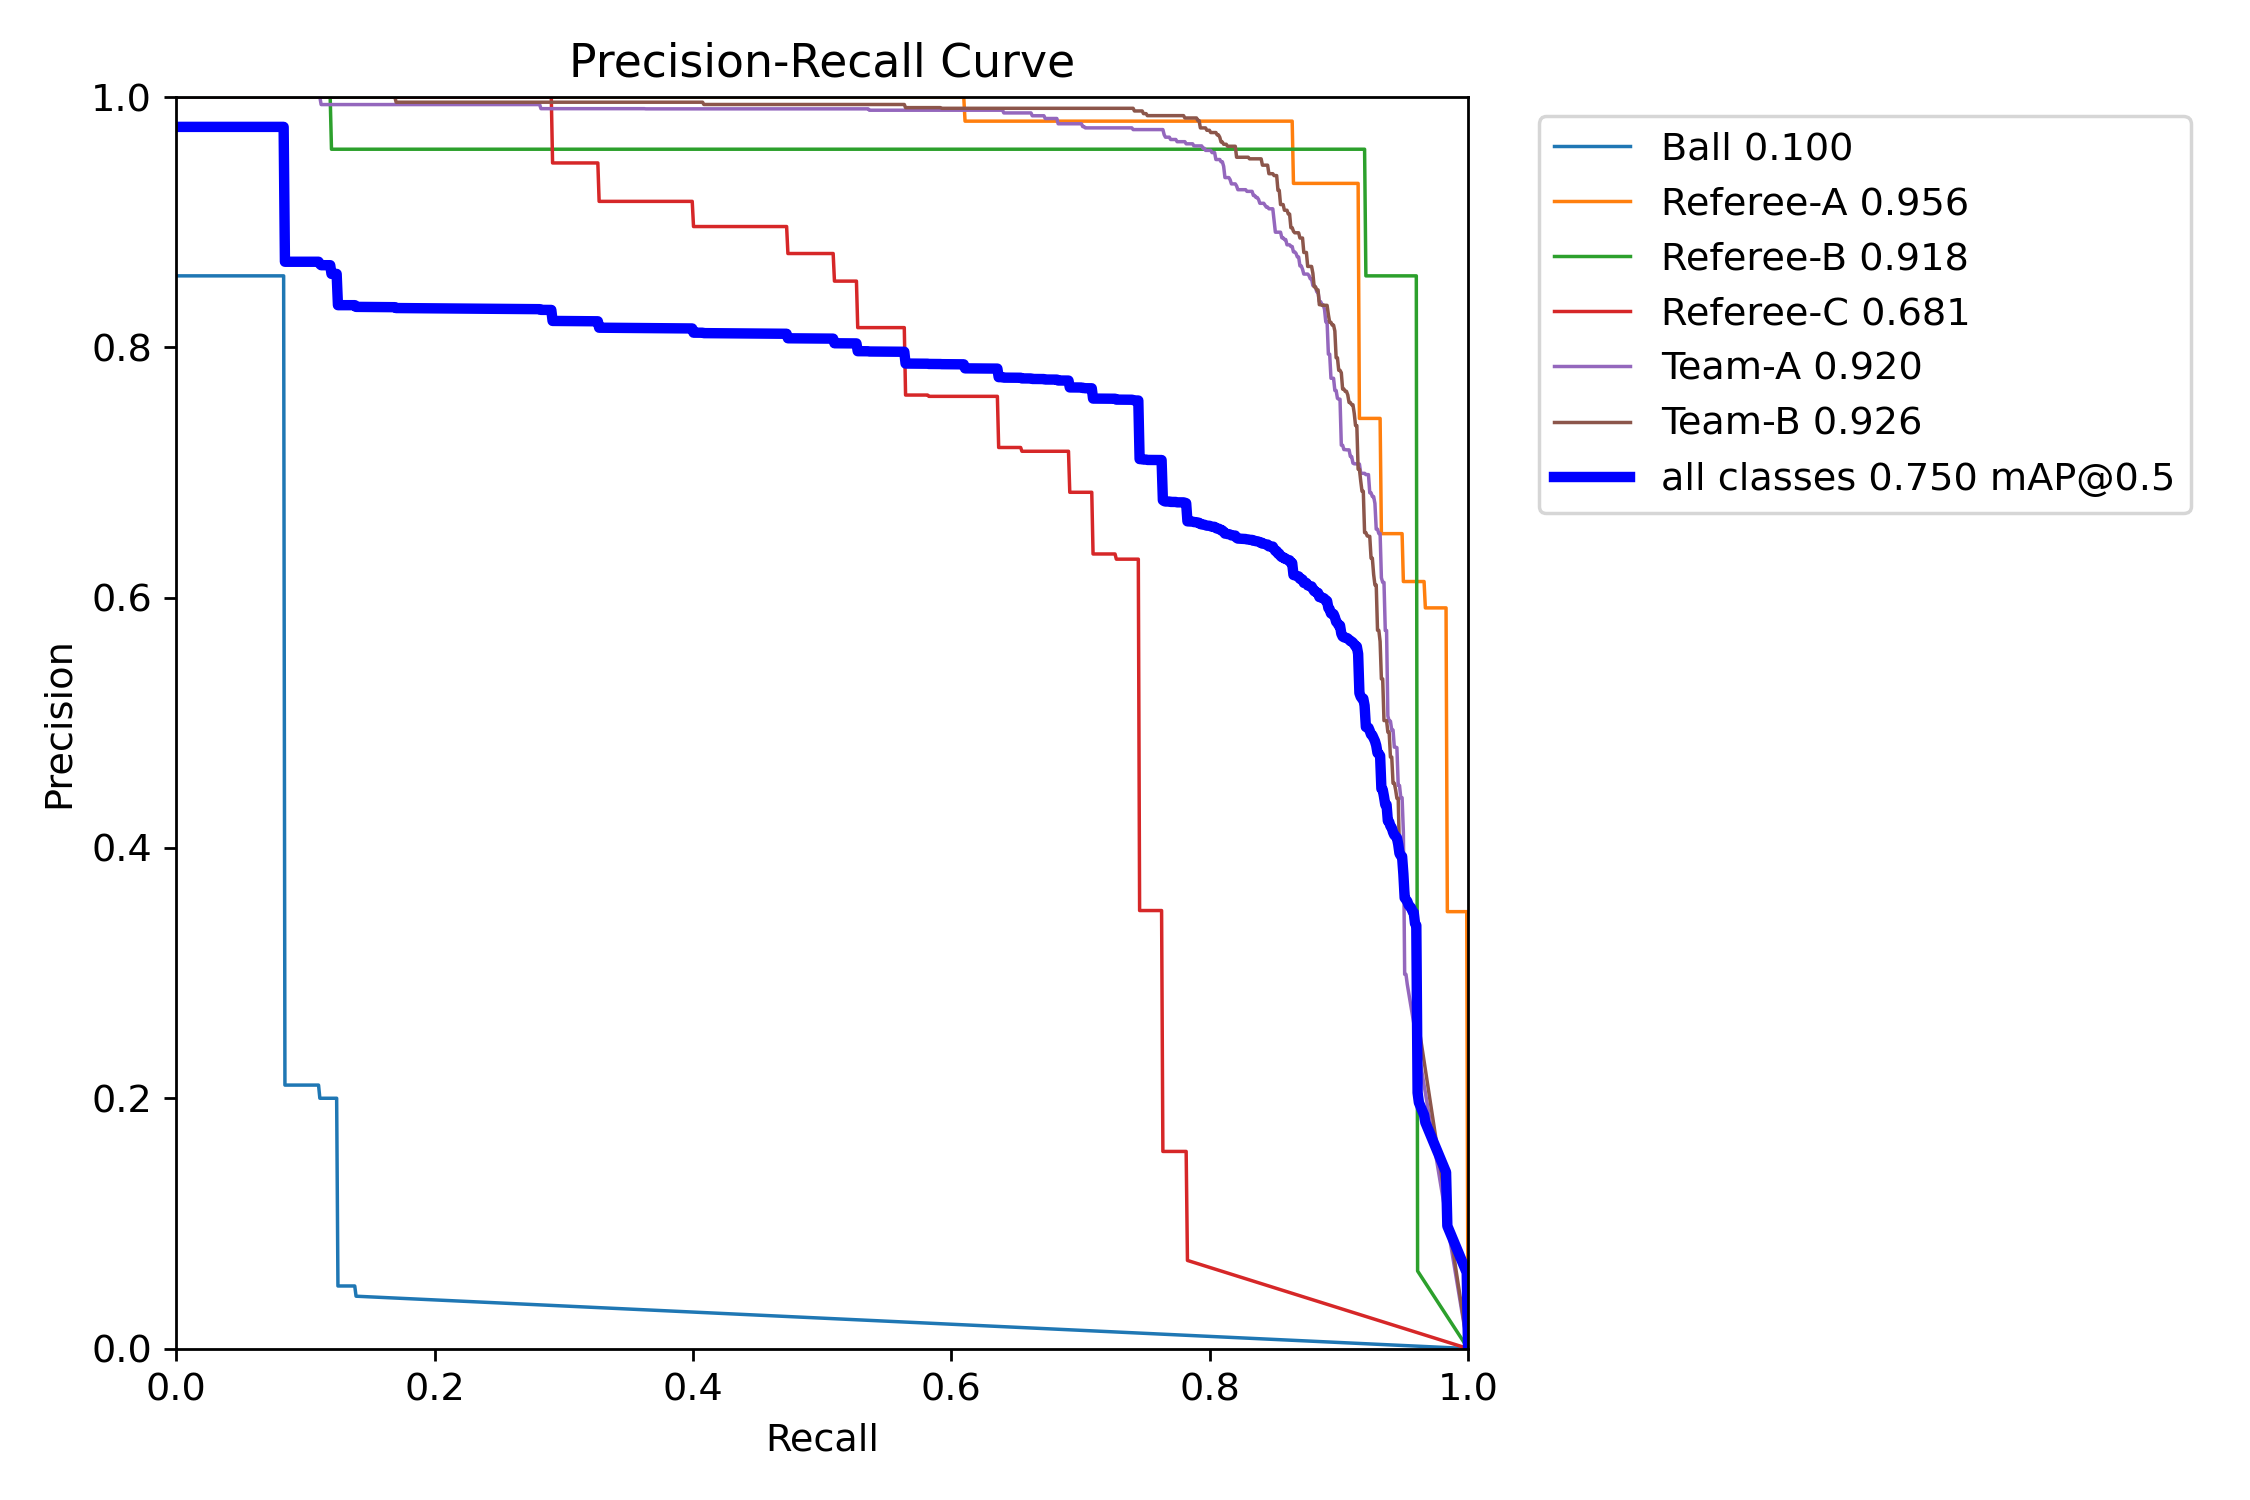 Precision-Recall Curve
1.0
0.8
0.6
0.4
0.2
0.0
Precision
0.0 0.2 0.4 0.6 0.8 1.0
Recall
Ball 0.100
Referee-A 0.956
Referee-B 0.918
Referee-C 0.681
Team-A 0.920
Team-B 0.926
all classes 0.750 mAP@0.5